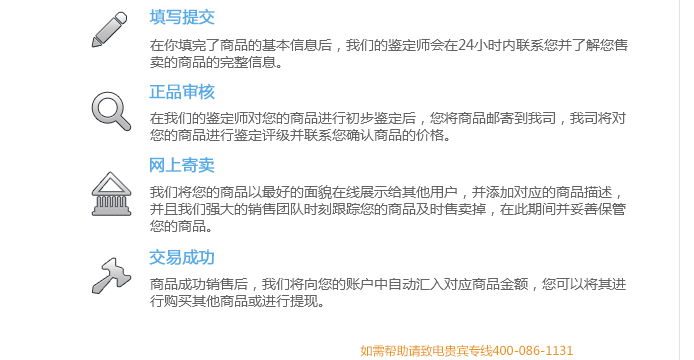 填写提交
在你填完了商品的基本信息后，我们的鉴定师会在24小时内联系您并了解您售
卖的商品的完整信息。
正品审核
在我们的鉴定师对您的商品进行初步鉴定后，您将商品邮寄到我司，我司将对
您的商品进行鉴定评级并联系您确认商品的价格。
网上寄卖
我们将您的商品以最好的面貌在线展示给其他用户，并添加对应的商品描述，
并且我们强大的销售团队时刻跟踪您的商品及时售卖掉，在此期间并妥善保管
您的商品。
交易成功
商品成功销售后，我们将向您的账户中自动汇入对应商品金额，您可以将其进
行购买其他商品或进行提现。
如需帮助请致电贵宾专线400-086-1131